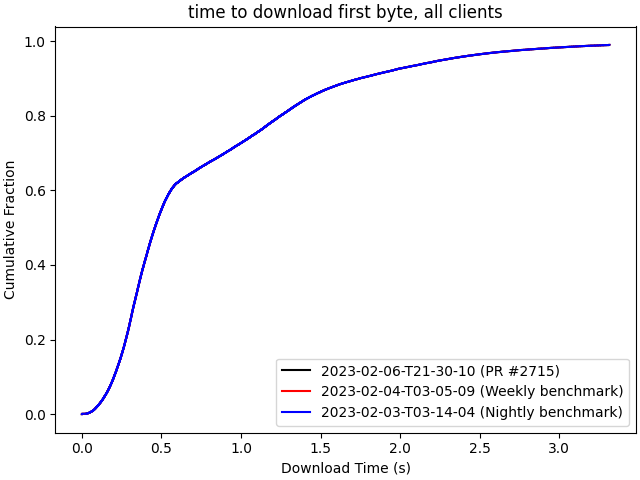 time to download first byte, all clients
1.0
0.8
0.6
0.4
0.2
0.0
Cumulative Fraction
2023-02-06-T21-30-10 (PR #2715)
2023-02-04-T03-05-09 (Weekly benchmark)
2023-02-03-T03-14-04 (Nightly benchmark)
0.0 0.5 1.0 1.5 2.0 2.5 3.0
Download Time (s)